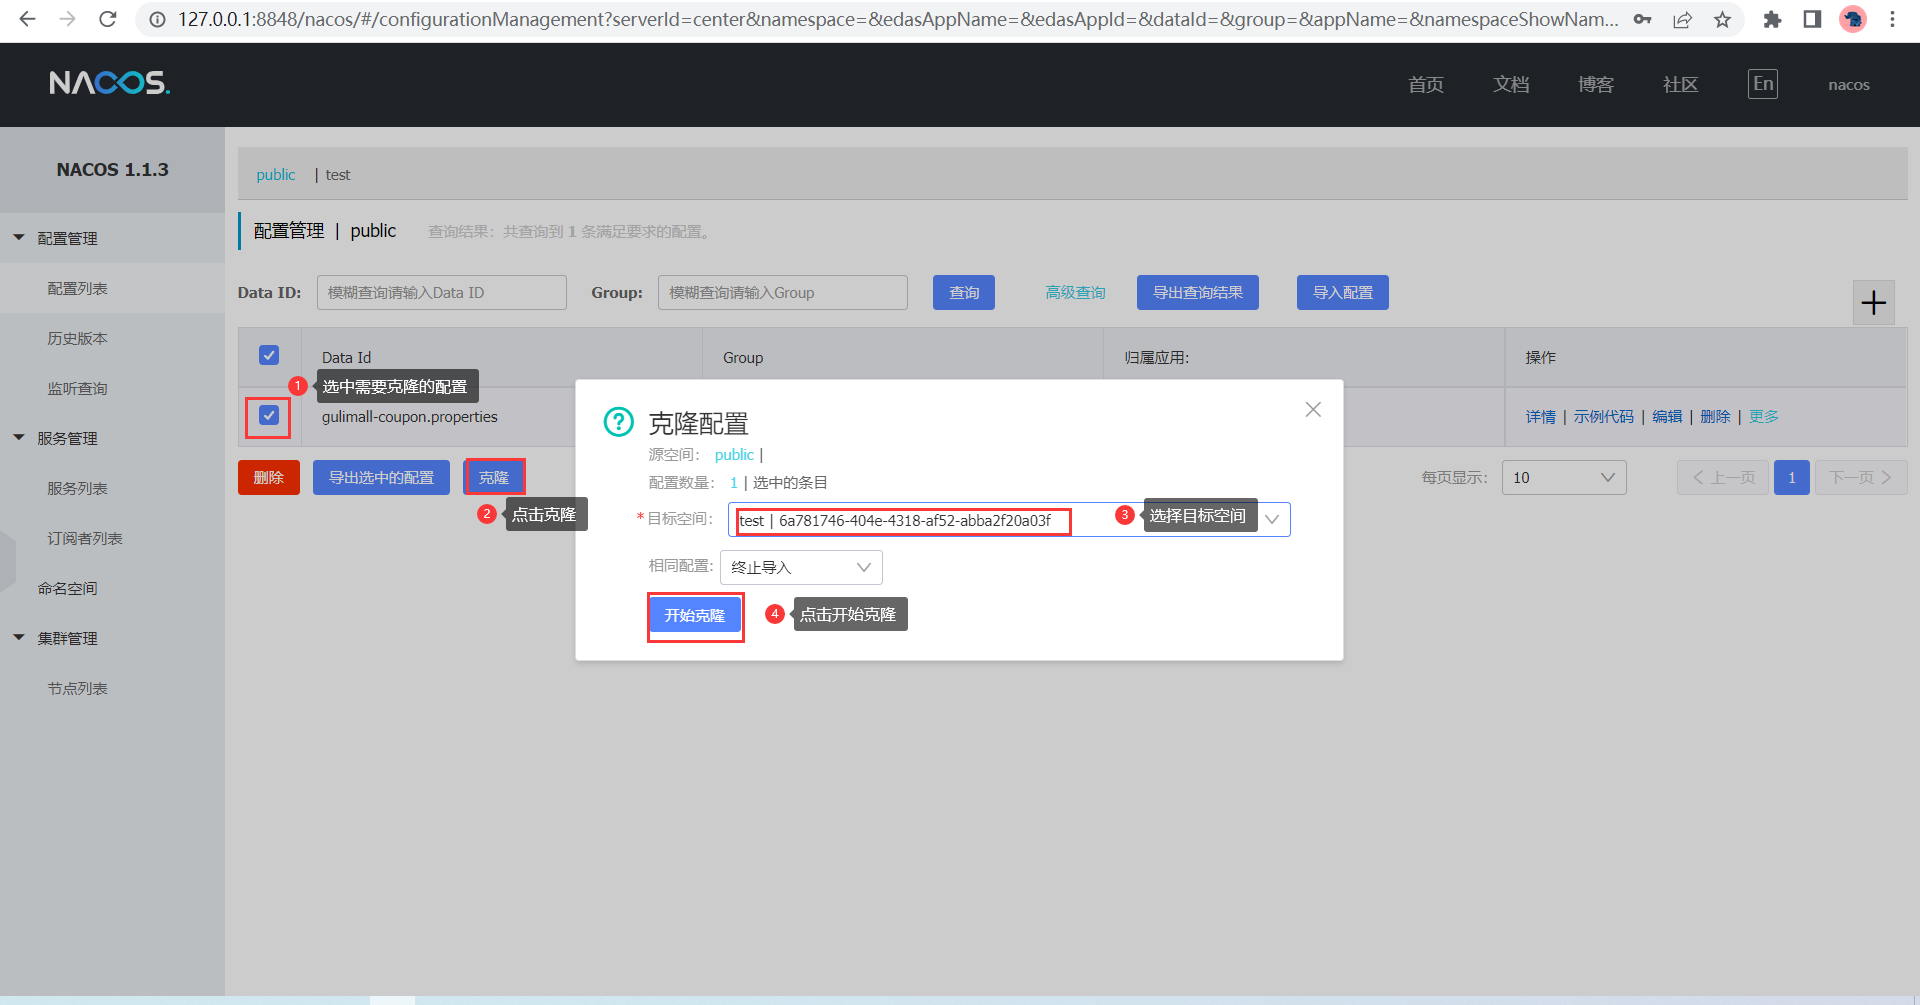 127.0.0.1:8848/nacos/#/configurationManagement?serverId=center&namespace=&edasAppName=&edasAppId=&dataId=&group=&appName=&namespaceShowNam...
NACOS.
首页 文档 博客 社区 En nacos
NACOS 1.1.3
public | test
配置管理
配置管理 | public 查询结果：共查询到 1 条满足要求的配置。
配置列表
Data ID: 模糊查询请输入Data ID Group: 模糊查询请输入Group 查询 高级查询 导出查询结果 导入配置
历史版本
Data Id Group 归属应用: 操作
监听查询
1 选中需要克隆的配置
gulimall-coupon.properties 详情 | 示例代码 | 编辑 | 删除 | 更多
服务管理
删除 导出选中的配置 克隆 每页显示: 10 上一页 1 下一页
服务列表
2 点击克隆
订阅者列表
命名空间
集群管理
节点列表
克隆配置
源空间: public |
配置数量: 1 | 选中的条目
*目标空间: test | 6a781746-404e-4318-af52-abba2f20a03f 3 选择目标空间
相同配置: 终止导入
开始克隆 4 点击开始克隆